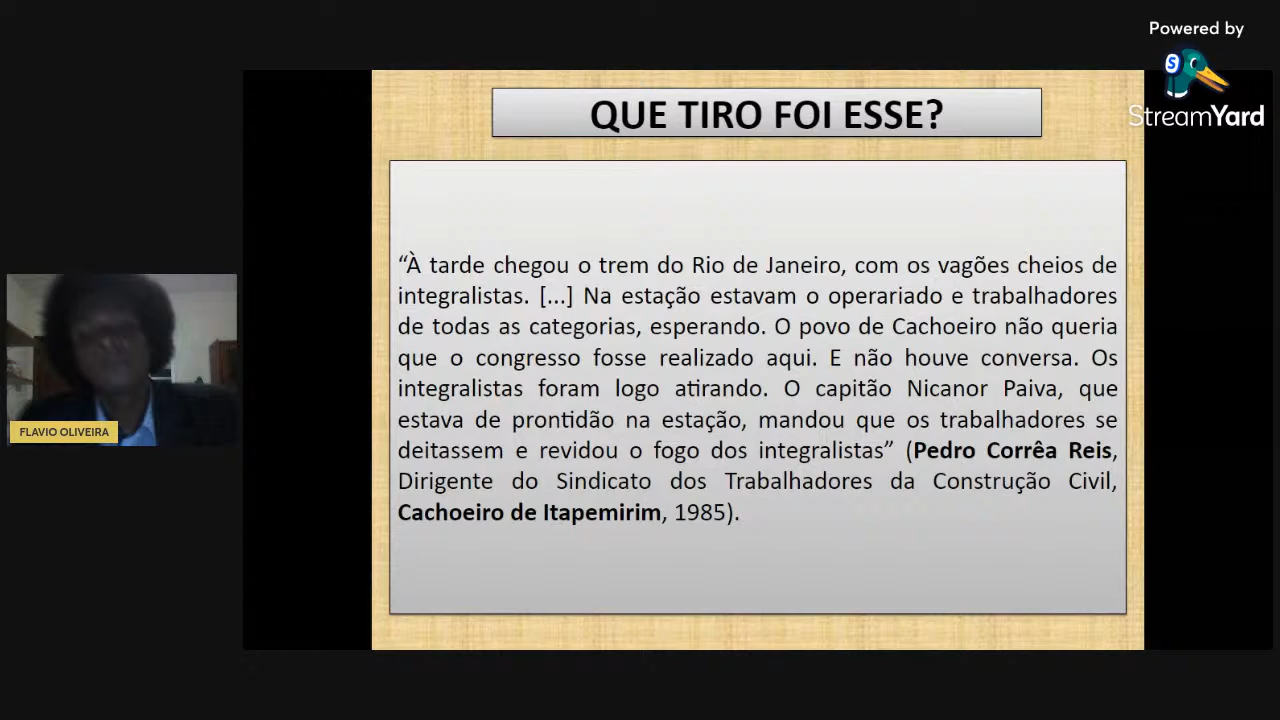 Powered by
StreamYard
QUE TIRO FOI ESSE?
“À tarde chegou o trem do Rio de Janeiro, com os vagões cheios de
integralistas. [...] Na estação estavam o operariado e trabalhadores
de todas as categorias, esperando. O povo de Cachoeiro não queria
que o congresso fosse realizado aqui. E não houve conversa. Os
integralistas foram logo atirando. O capitão Nicanor Paiva, que
estava de prontidão na estação, mandou que os trabalhadores se
deitassem e revidou o fogo dos integralistas” (Pedro Corrêa Reis,
Dirigente do Sindicato dos Trabalhadores da Construção Civil,
Cachoeiro de Itapemirim, 1985).
FLAVIO OLIVEIRA